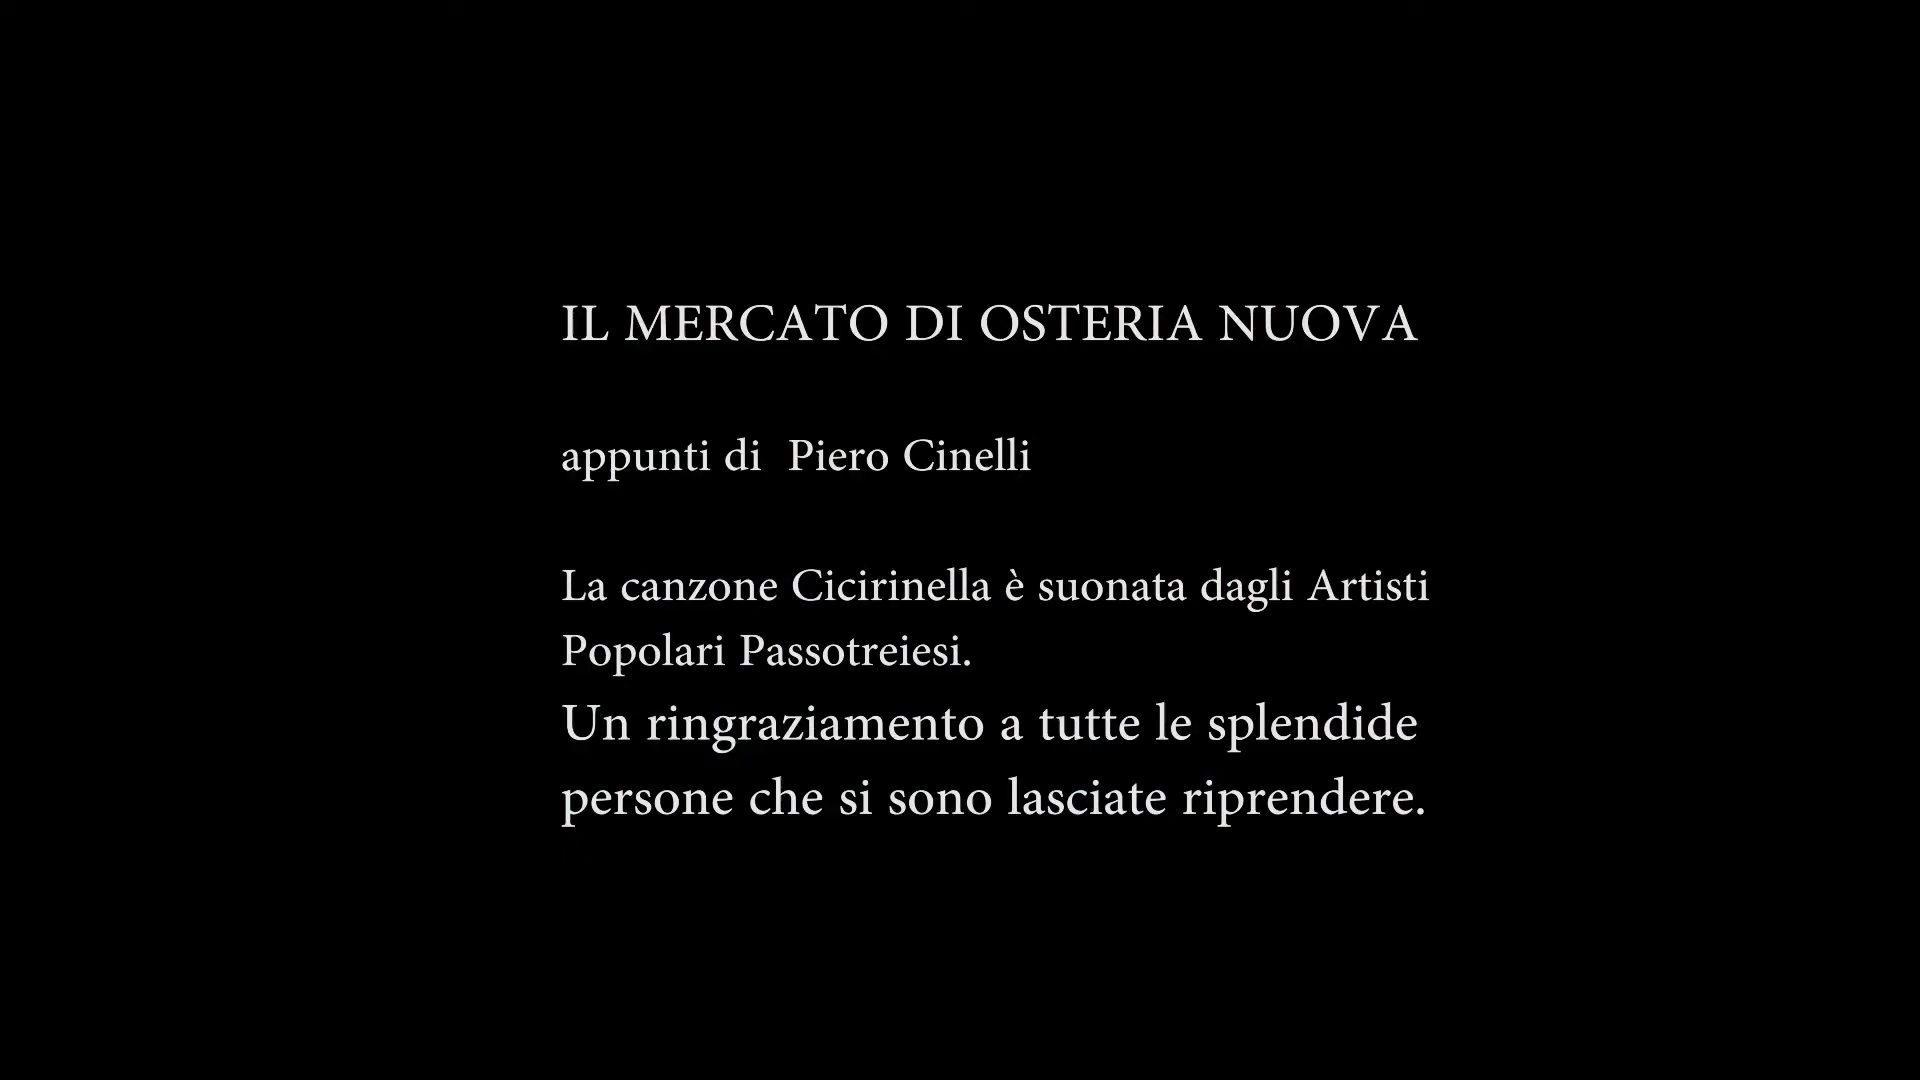 IL MERCATO DI OSTERIA NUOVA
appunti di  Piero Cinelli
La canzone Cicirinella è suonata dagli Artisti
Popolari Passotreiesi.
Un ringraziamento a tutte le splendide
persone che si sono lasciate riprendere.